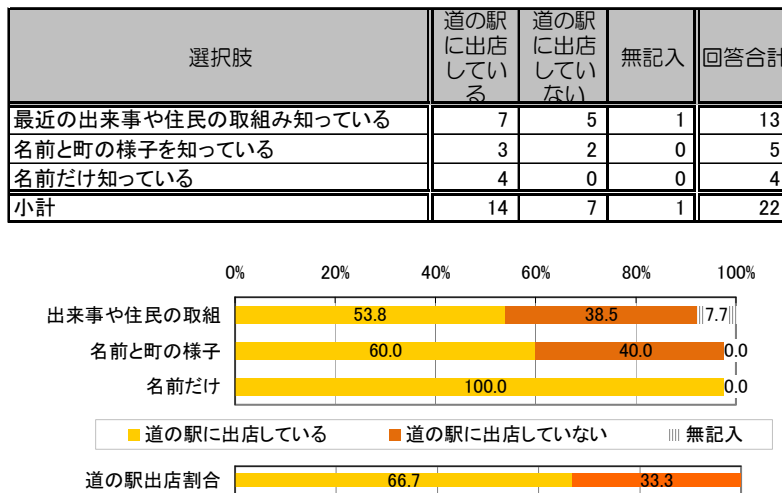 選択肢 道の駅に出店している 道の駅に出店していない 無記入 回答合計
最近の出来事や住民の取組み知っている 7 5 1 13
名前と町の様子を知っている 3 2 0 5
名前だけ知っている 4 0 0 4
小計 14 7 1 22
0% 20% 40% 60% 80% 100%
出来事や住民の取組 53.8 38.5 7.7
名前と町の様子 60.0 40.0 0.0
名前だけ 100.0 0.0
道の駅に出店している 道の駅に出店していない 無記入
道の駅出店割合 66.7 33.3